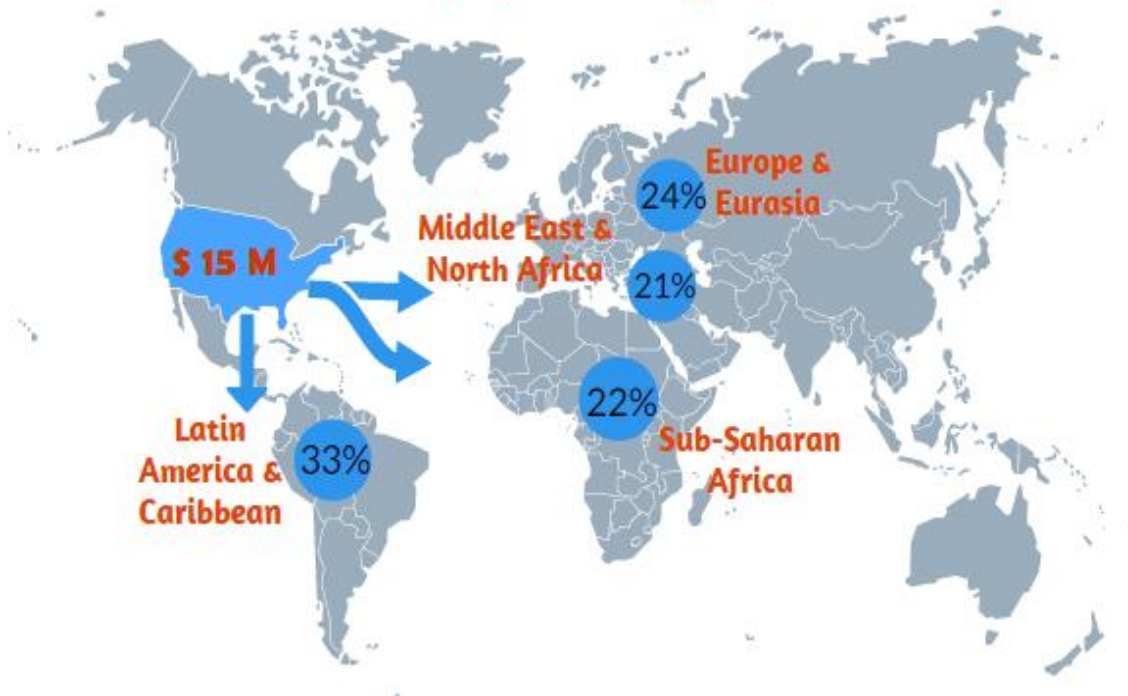 Europe &
Eurasia
24%
Middle East &
North Africa
21%
$ 15 M
22%
Sub-Saharan
Africa
Latin
America &
Caribbean
33%